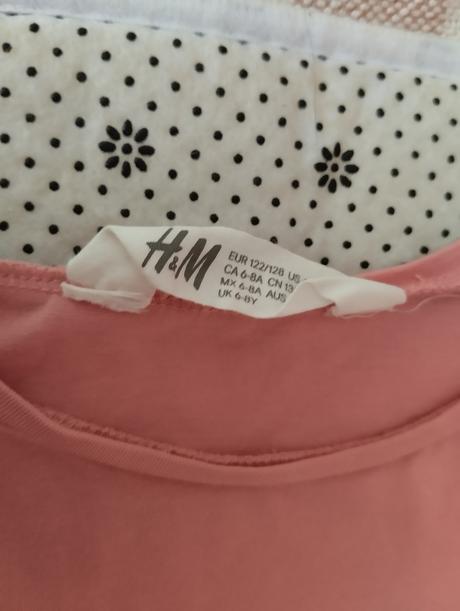 H&M
EUR 122/128 US
CA 6-8A CN 13
MX 6-8A AUS
UK 6-8Y